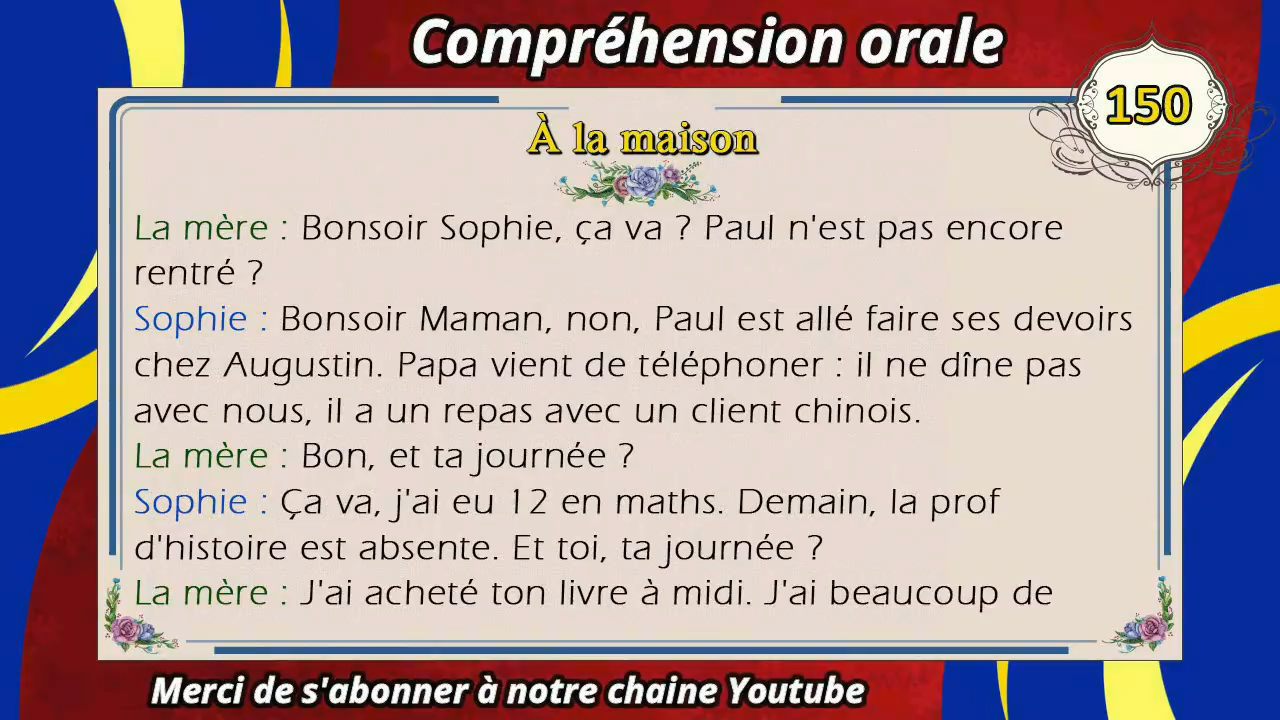 Compréhension orale
150
À la maison
La mère : Bonsoir Sophie, ça va ? Paul n'est pas encore
rentré ?
Sophie : Bonsoir Maman, non, Paul est allé faire ses devoirs
chez Augustin. Papa vient de téléphoner : il ne dîne pas
avec nous, il a un repas avec un client chinois.
La mère : Bon, et ta journée ?
Sophie : Ça va, j'ai eu 12 en maths. Demain, la prof
d'histoire est absente. Et toi, ta journée ?
La mère : J'ai acheté ton livre à midi. J'ai beaucoup de
Merci de s'abonner à notre chaine Youtube